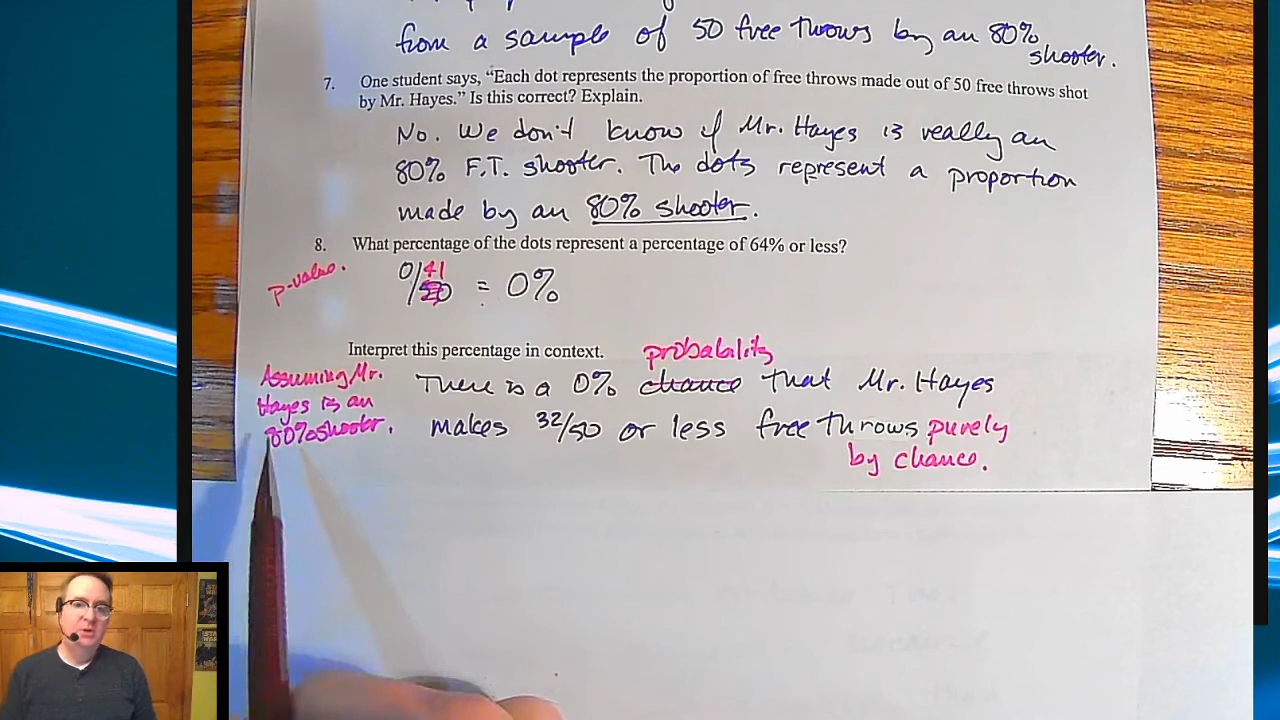 from a sample of 50 free throws by an 80%
shooter.
7. One student says, “Each dot represents the proportion of free throws made out of 50 free throws shot
by Mr. Hayes.” Is this correct? Explain.
No. We don't know if Mr. Hayes is really an
80% F.T. shooter. The dots represent a proportion
made by an 80% shooter.
8. What percentage of the dots represent a percentage of 64% or less?
p-value.
0/41 = 0%
Interpret this percentage in context.
probability
Assuming Mr.
Hayes is an
80% shooter.
There is a 0% chance that Mr. Hayes
makes 32/50 or less free throws purely
by chance.